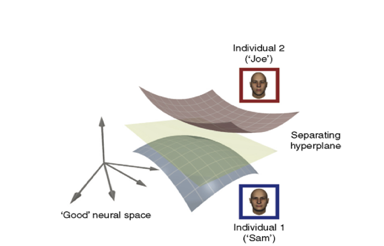 Individual 2
('Joe')
Separating
hyperplane
'Good' neural space
Individual 1
('Sam')